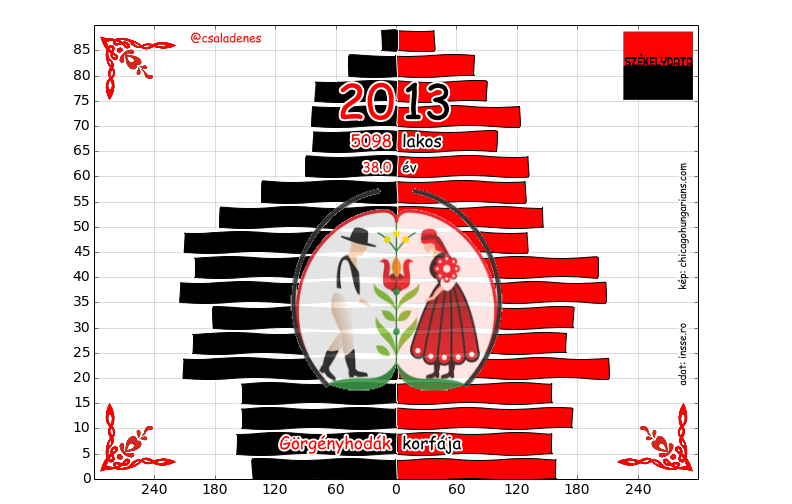 @csaladenes
SZÉKELYDATA
2013
5098 lakos
38.0 év
kép: chicagohungarians.com
adat: insse.ro
Görgényhodák korfája
85
80
75
70
65
60
55
50
45
40
35
30
25
20
15
10
5
0
240 180 120 60 0 60 120 180 240